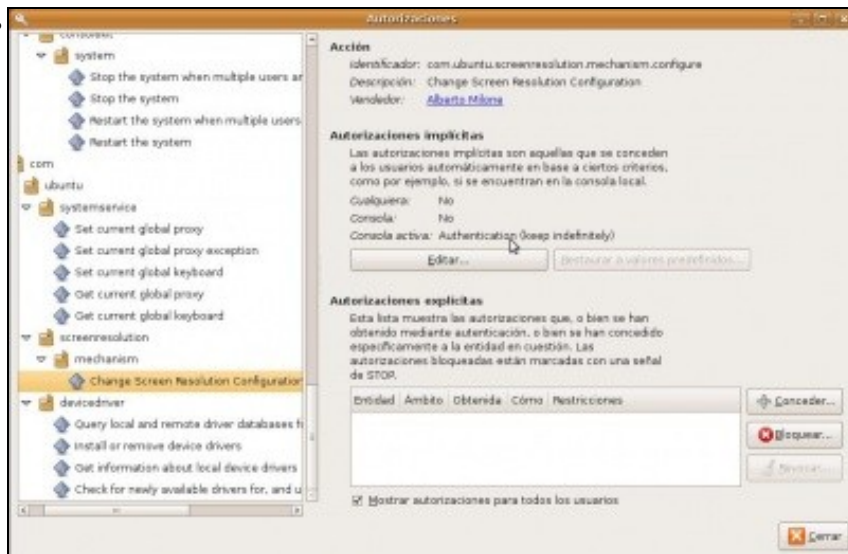 Autorizaciones
consolekit
system
Stop the system when multiple users ar
Stop the system
Restart the system when multiple users
Restart the system
com
ubuntu
systemservice
Set current global proxy
Set current global proxy exception
Set current global keyboard
Get current global proxy
Get current global keyboard
screenresolution
mechanism
Change Screen Resolution Configuration
devicedriver
Query local and remote driver databases f
Install or remove device drivers
Get information about local device drivers
Check for newly available drivers for, and u
Acción
Identificador: com.ubuntu.screenresolution.mechanism.configure
Descripción: Change Screen Resolution Configuration
Vendedor: Alberto Milone
Autorizaciones implícitas
Las autorizaciones implícitas son aquellas que se conceden
a los usuarios automáticamente en base a ciertos criterios,
como por ejemplo, si se encuentran en la consola local.
Cualquiera: No
Consola: No
Consola activa: Authentication (keep indefinitely)
Editar...
Restaurar a valores predefinidos...
Autorizaciones explícitas
Esta lista muestra las autorizaciones que, o bien se han
obtenido mediante autenticación, o bien se han concedido
específicamente a la entidad en cuestión. Las
autorizaciones bloqueadas están marcadas con una señal
de STOP.
Entidad Ámbito Obtenida Cómo Restricciones
Conceder...
Bloquear...
Revocar...
Mostrar autorizaciones para todos los usuarios
Cerrar